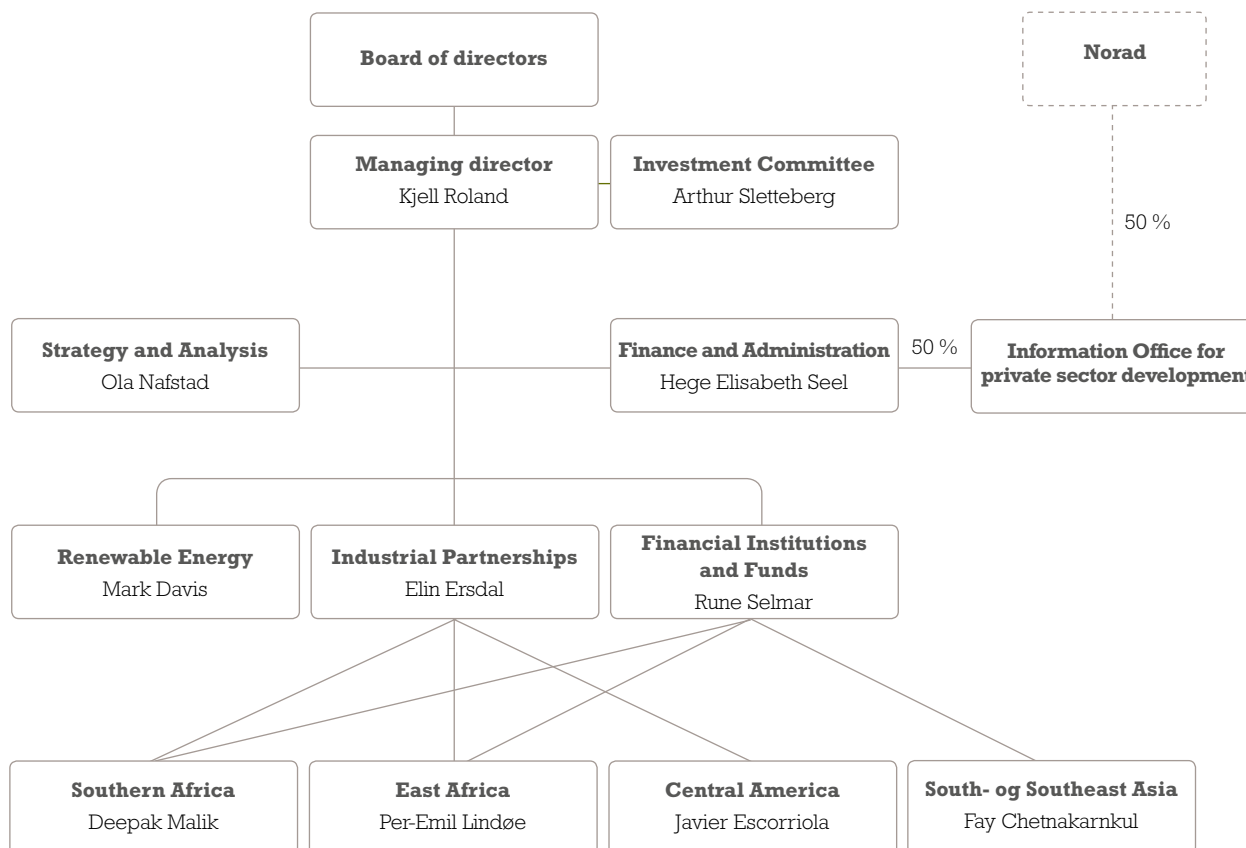 Board of directors
Norad
Managing director
Kjell Roland
Investment Committee
Arthur Sletteberg
50 %
Strategy and Analysis
Ola Nafstad
Finance and Administration
Hege Elisabeth Seel
50 %
Information Office for
private sector development
Renewable Energy
Mark Davis
Industrial Partnerships
Elin Ersdal
Financial Institutions
and Funds
Rune Selmar
Southern Africa
Deepak Malik
East Africa
Per-Emil Lindøe
Central America
Javier Escorriola
South- og Southeast Asia
Fay Chetnakarnkul